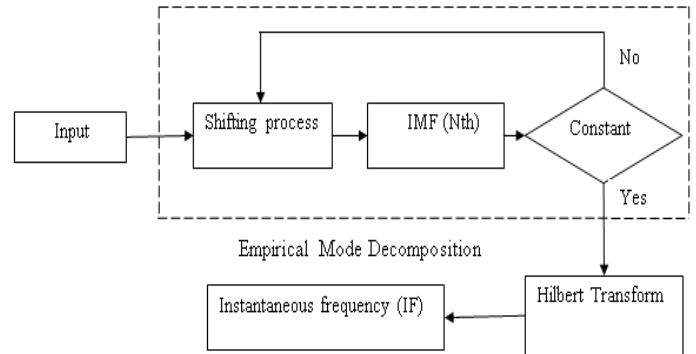 No
Input
Shifting process
IMF (Nth)
Constant
Yes
Empirical Mode Decomposition
Instantaneous frequency (IF)
Hilbert Transform